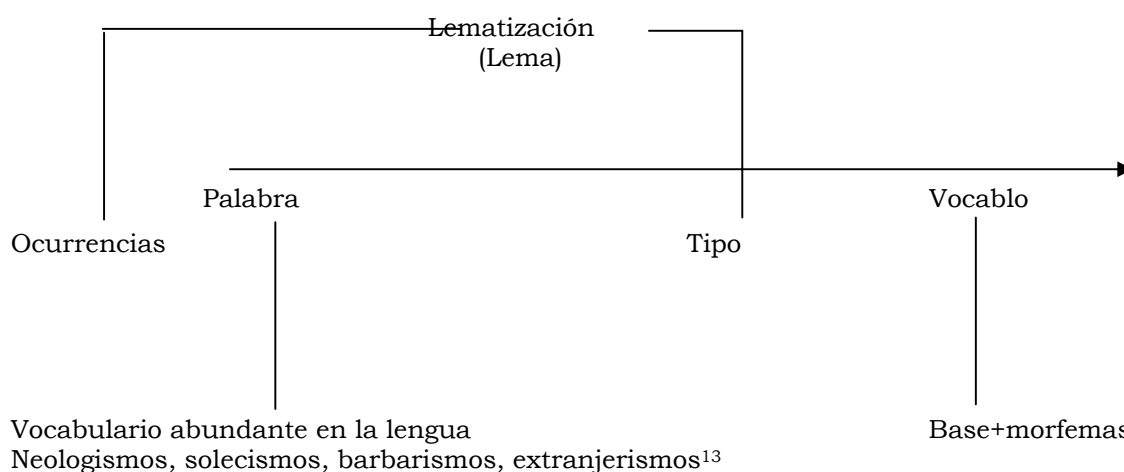 Lematización
(Lema)
Palabra Vocablo
Ocurrencias Tipo
Vocabulario abundante en la lengua Base+morfemas
Neologismos, solecismos, barbarismos, extranjerismos¹³